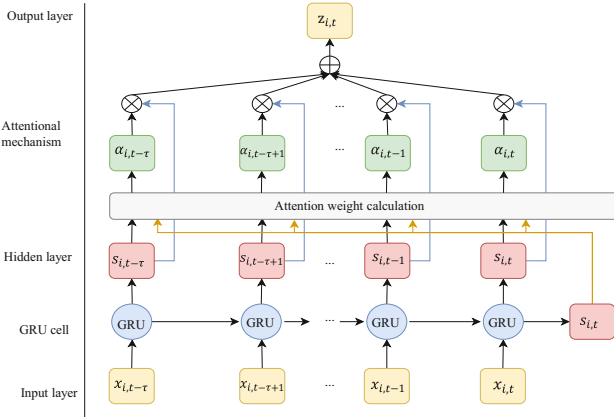 Output layer
z_{i,t}
Attentional
mechanism
α_{i,t-τ} α_{i,t-τ+1} ... α_{i,t-1} α_{i,t}
...
Attention weight calculation
Hidden layer
s_{i,t-τ} s_{i,t-τ+1} ... s_{i,t-1} s_{i,t}
GRU cell
GRU GRU ... GRU GRU s_{i,t}
Input layer
x_{i,t-τ} x_{i,t-τ+1} ... x_{i,t-1} x_{i,t}